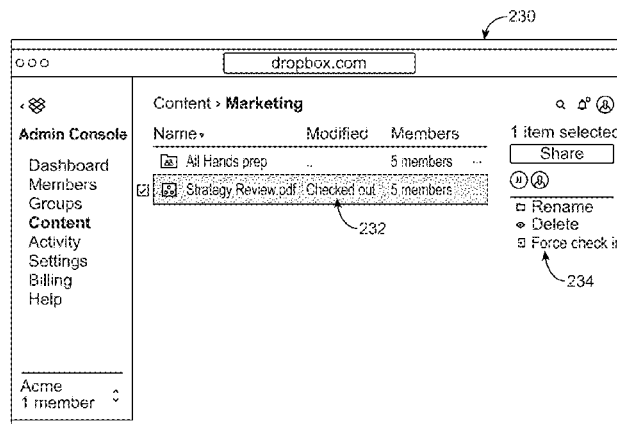 230
dropbox.com
Content › Marketing
Admin Console
Name Modified Members
1 item selected
Share
All Hands prep .. 5 members ...
Strategy Review.pdf Checked out 5 members
232
Dashboard
Members
Groups
Content
Activity
Settings
Billing
Help
Rename
Delete
Force check in
234
Acme
1 member